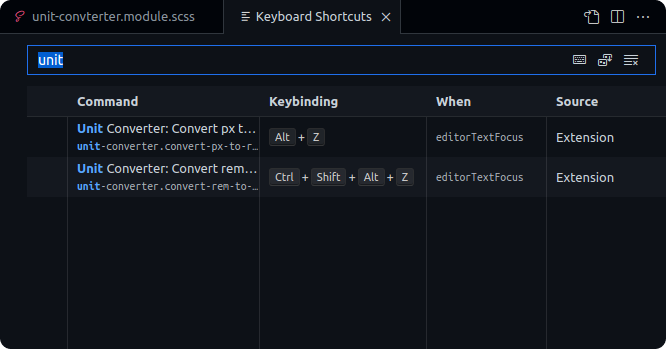 unit-convterter.module.scss
Keyboard Shortcuts
unit
Command Keybinding When Source
Unit Converter: Convert px t...
unit-converter.convert-px-to-r...
Alt + Z editorTextFocus Extension
Unit Converter: Convert rem...
unit-converter.convert-rem-to-...
Ctrl + Shift + Alt + Z editorTextFocus Extension